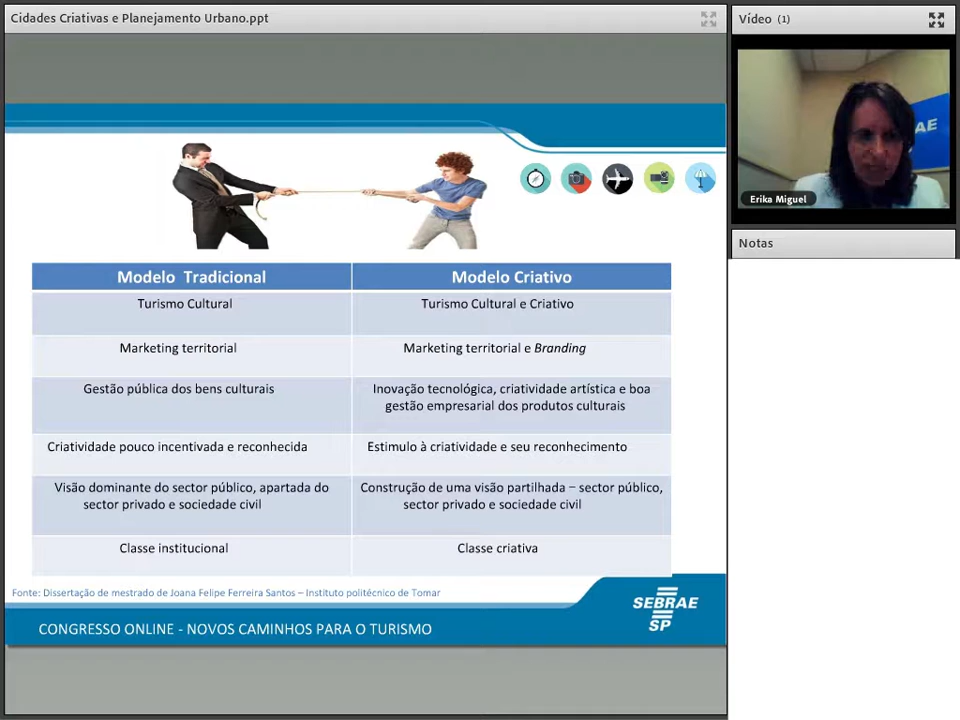 Cidades Criativas e Planejamento Urbano.ppt
Vídeo (1)
AE
Erika Miguel
Notas
Modelo Tradicional
Modelo Criativo
Turismo Cultural
Turismo Cultural e Criativo
Marketing territorial
Marketing territorial e Branding
Gestão pública dos bens culturais
Inovação tecnológica, criatividade artística e boa
gestão empresarial dos produtos culturais
Criatividade pouco incentivada e reconhecida
Estimulo à criatividade e seu reconhecimento
Visão dominante do sector público, apartada do
sector privado e sociedade civil
Construção de uma visão partilhada – sector público,
sector privado e sociedade civil
Classe institucional
Classe criativa
Fonte: Dissertação de mestrado de Joana Felipe Ferreira Santos – Instituto politécnico de Tomar
SEBRAE
SP
CONGRESSO ONLINE - NOVOS CAMINHOS PARA O TURISMO